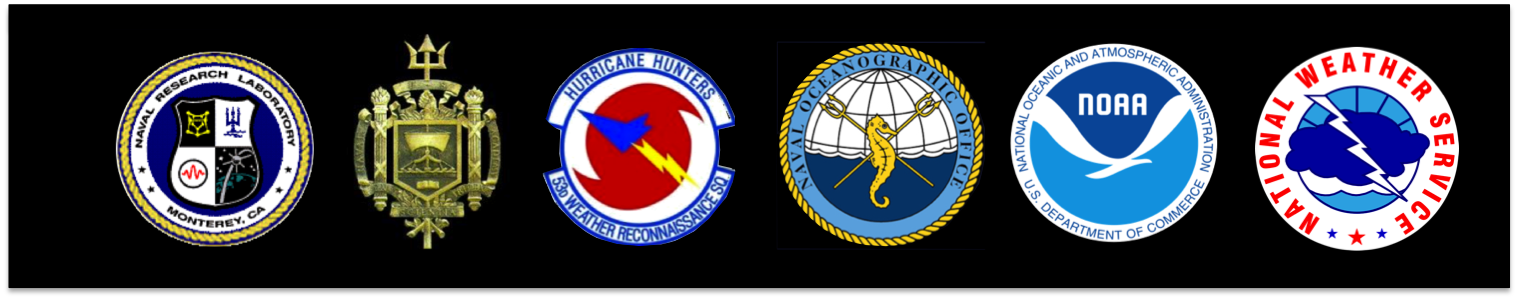 NAVAL RESEARCH LABORATORY
MONTEREY, CA
HURRICANE HUNTERS
53D WEATHER RECONNAISSANCE SQ.
NAVAL OCEANOGRAPHIC OFFICE
NATIONAL OCEANIC AND ATMOSPHERIC ADMINISTRATION
NOAA
U.S. DEPARTMENT OF COMMERCE
NATIONAL WEATHER SERVICE